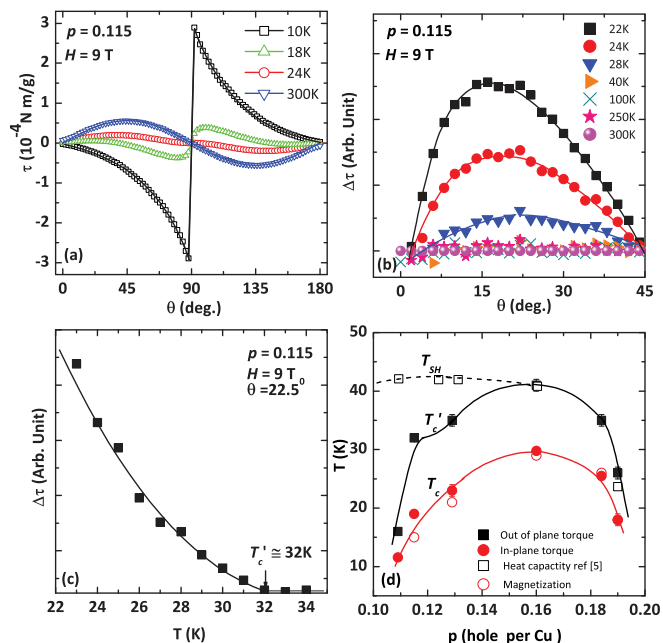 p = 0.115
H = 9 T
10K
18K
24K
300K
τ (10⁻⁴ N m/g)
3
2
1
0
-1
-2
-3
(a)
0 45 90 135 180
θ (deg.)
p = 0.115
H = 9 T
22K
24K
28K
40K
100K
250K
300K
Δτ (Arb. Unit)
(b)
0 15 30 45
θ (deg.)
p = 0.115
H = 9 T
θ =22.5⁰
Δτ (Arb. Unit)
T_c' ≅ 32K
(c)
22 24 26 28 30 32 34
T (K)
T (K)
50
40
30
20
10
T_SH
T_c'
T_c
Out of plane torque
In-plane torque
Heat capactity ref [5]
Magnetization
(d)
0.10 0.12 0.14 0.16 0.18 0.20
p (hole per Cu)